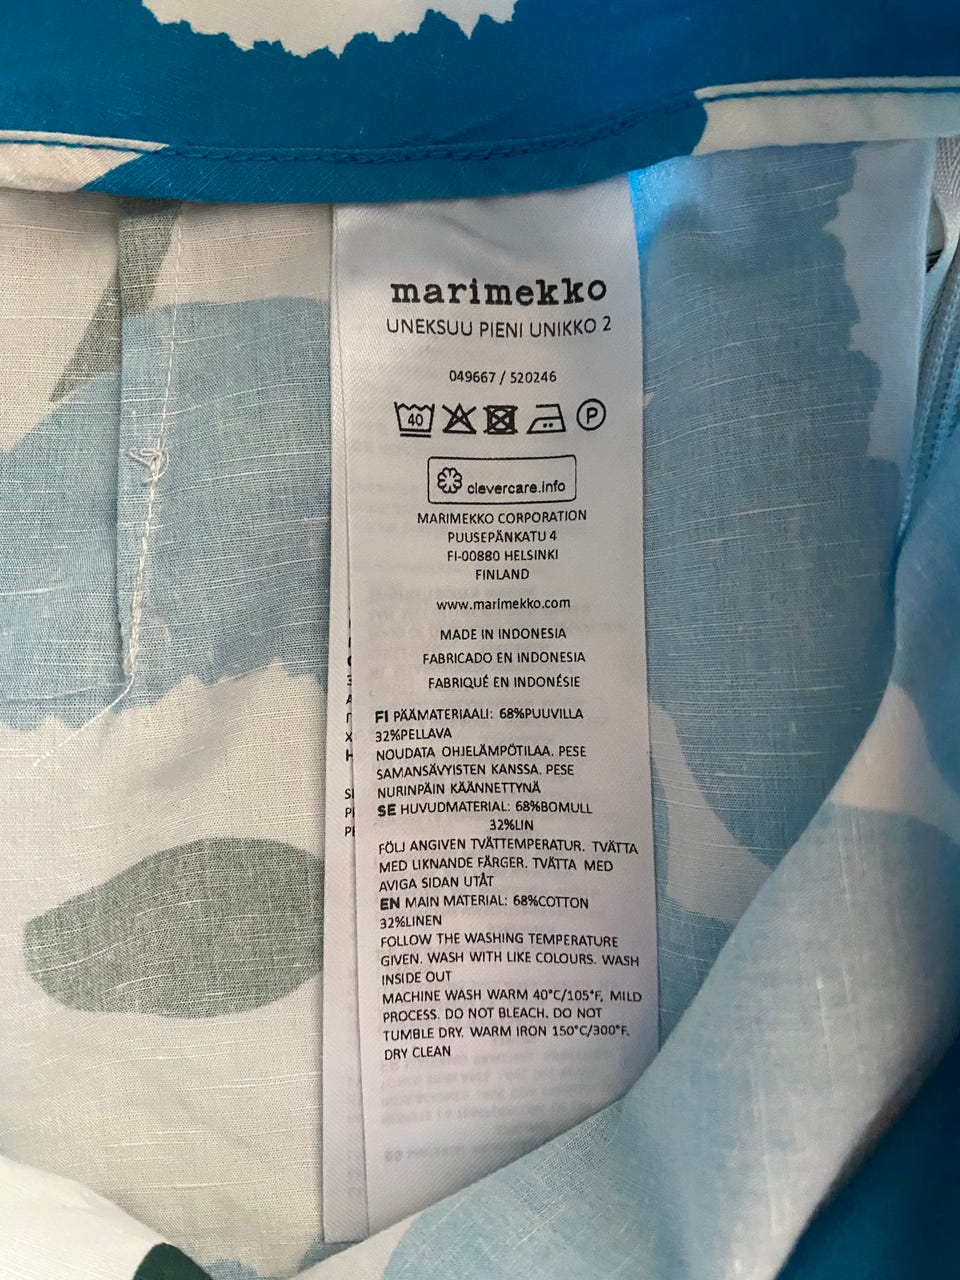 marimekko
UNEKSUU PIENI UNIKKO 2
049667 / 520246
40
P
clevercare.info
MARIMEKKO CORPORATION
PUUSEPÄNKATU 4
FI-00880 HELSINKI
FINLAND
www.marimekko.com
MADE IN INDONESIA
FABRICADO EN INDONESIA
FABRIQUÉ EN INDONÉSIE
FI PÄÄMATERIAALI: 68%PUUVILLA
32%PELLAVA
NOUDATA OHJELÄMPÖTILAA. PESE
SAMANSÄVYISTEN KANSSA. PESE
NURINPÄIN KÄÄNNETTYNÄ
SE HUVUDMATERIAL: 68%BOMULL
32%LIN
FÖLJ ANGIVEN TVÄTTEMPERATUR. TVÄTTA
MED LIKNANDE FÄRGER. TVÄTTA MED
AVIGA SIDAN UTÅT
EN MAIN MATERIAL: 68%COTTON
32%LINEN
FOLLOW THE WASHING TEMPERATURE
GIVEN. WASH WITH LIKE COLOURS. WASH
INSIDE OUT
MACHINE WASH WARM 40°C/105°F, MILD
PROCESS. DO NOT BLEACH. DO NOT
TUMBLE DRY. WARM IRON 150°C/300°F.
DRY CLEAN